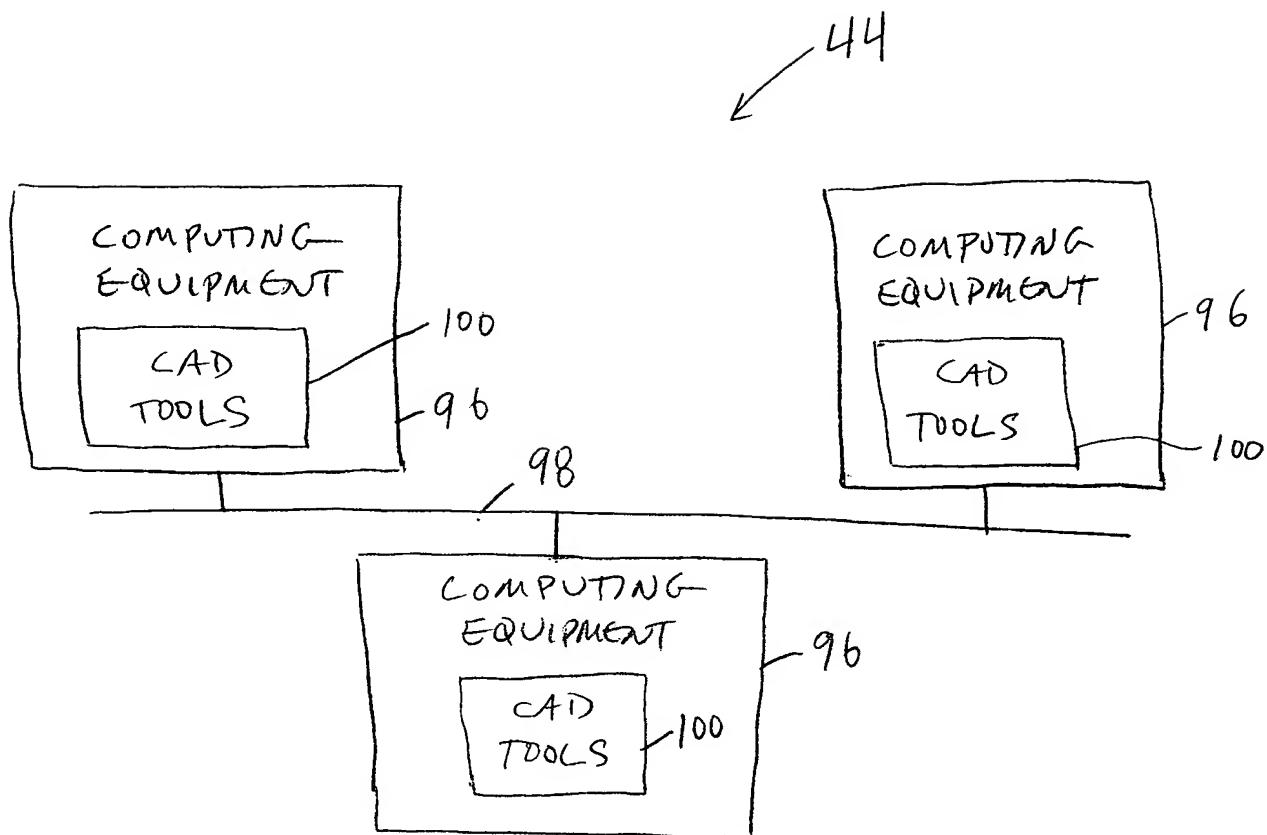 44
COMPUTING
EQUIPMENT
CAD
TOOLS
100
96
COMPUTING
EQUIPMENT
CAD
TOOLS
96
100
98
COMPUTING
EQUIPMENT
CAD
TOOLS
96
100